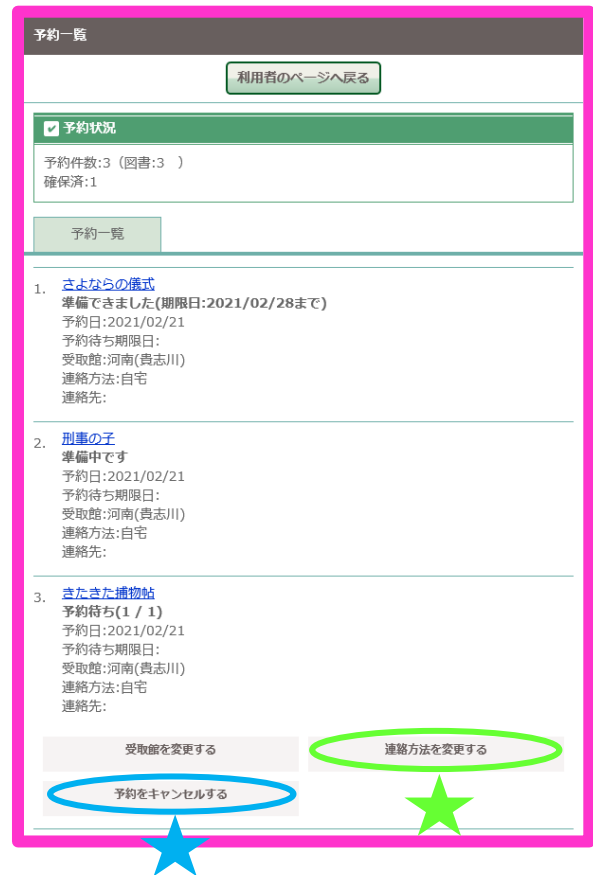 予約一覧
利用者のページへ戻る
予約状況
予約件数:3（図書:3　）
確保済:1
予約一覧
1. さよならの儀式
準備できました(期限日:2021/02/28まで)
予約日:2021/02/21
予約待ち期限日:
受取館:河南(貴志川)
連絡方法:自宅
連絡先:
2. 刑事の子
準備中です
予約日:2021/02/21
予約待ち期限日:
受取館:河南(貴志川)
連絡方法:自宅
連絡先:
3. きたきた捕物帖
予約待ち(1 / 1)
予約日:2021/02/21
予約待ち期限日:
受取館:河南(貴志川)
連絡方法:自宅
連絡先:
受取館を変更する 連絡方法を変更する
予約をキャンセルする